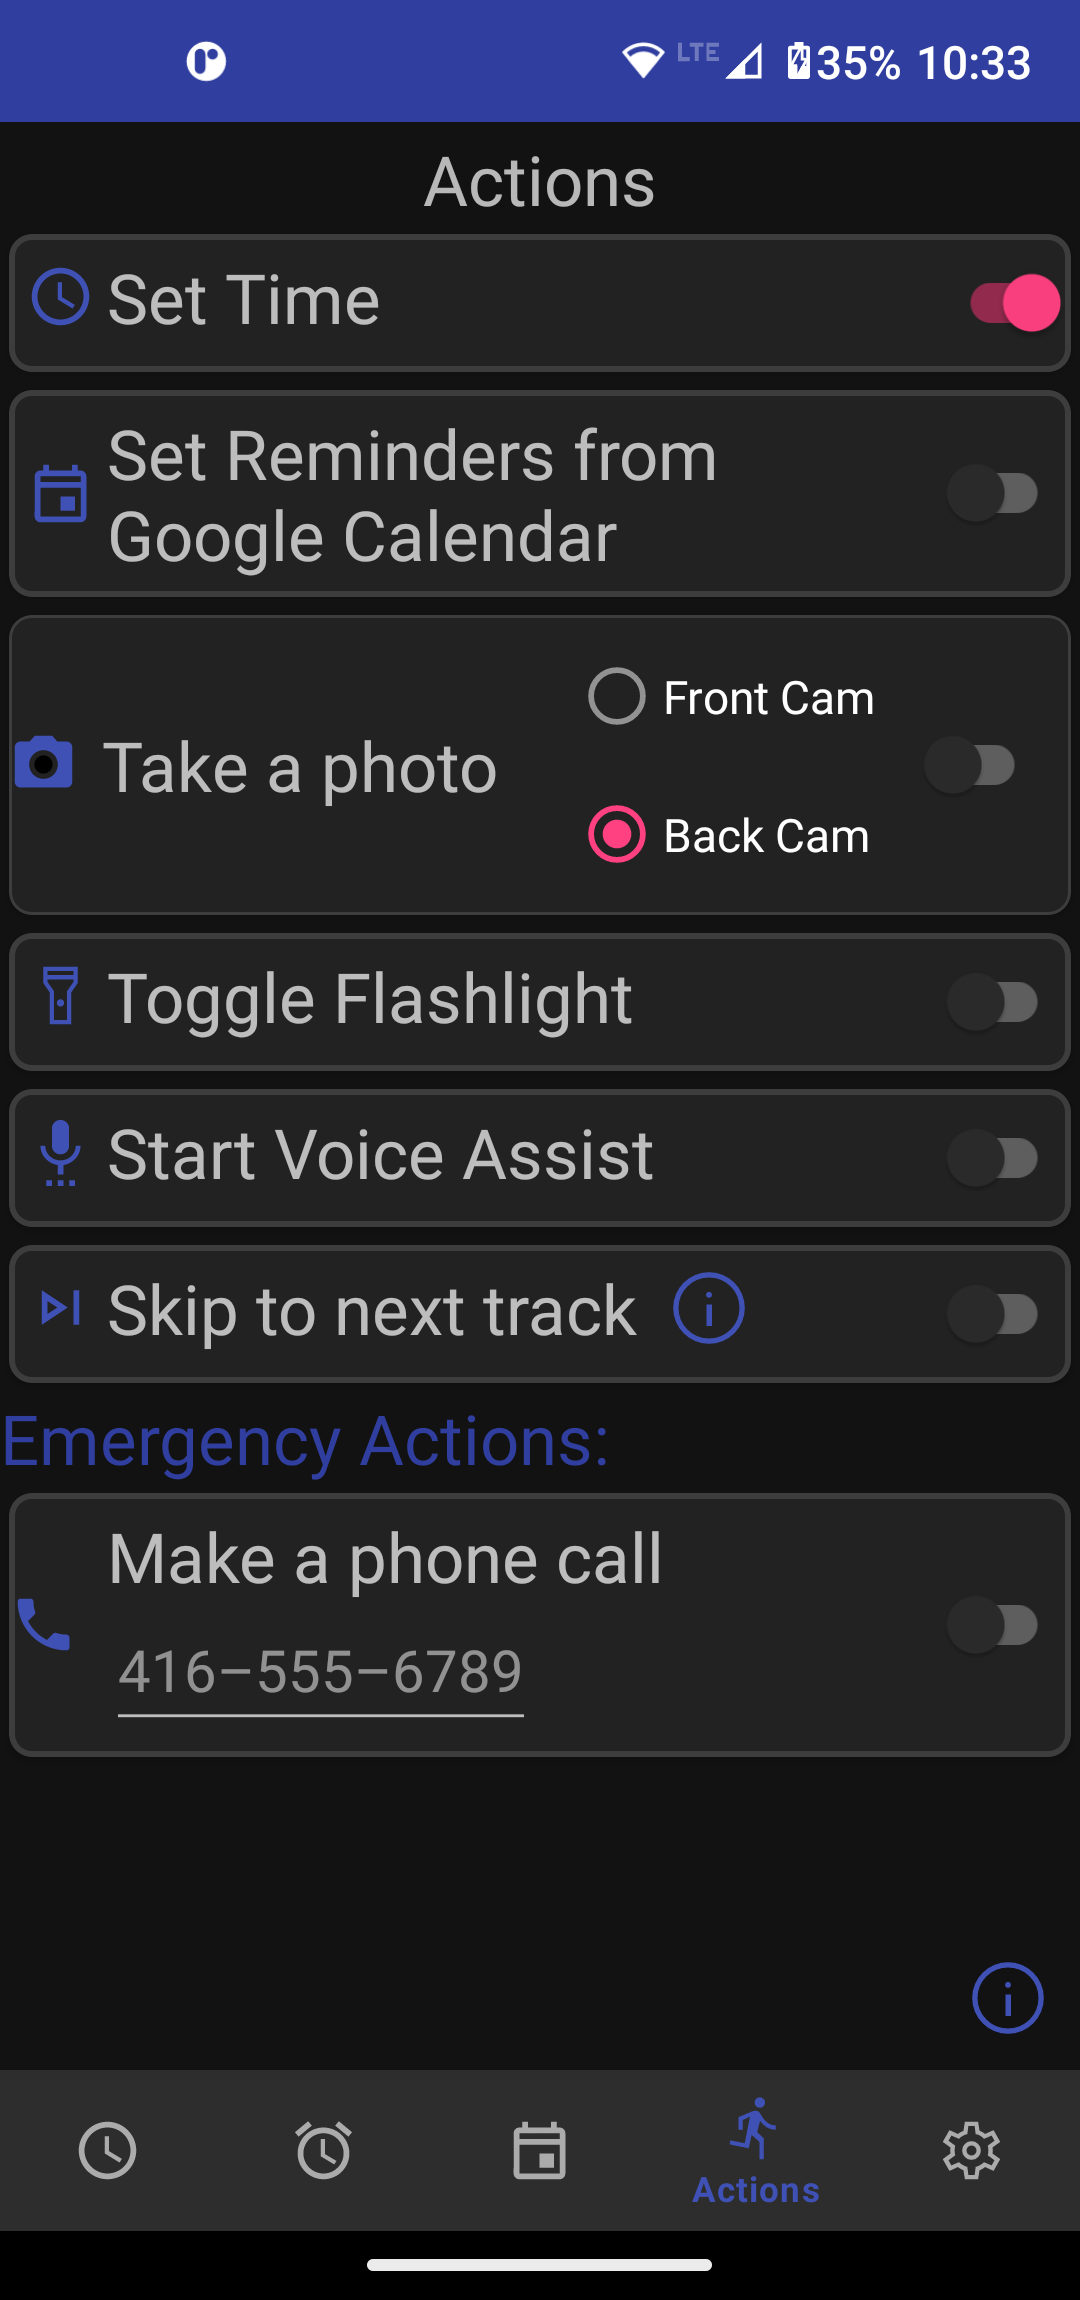 LTE 35% 10:33
Actions
Set Time
Set Reminders from
Google Calendar
Front Cam
Take a photo
Back Cam
Toggle Flashlight
Start Voice Assist
Skip to next track
Emergency Actions:
Make a phone call
416-555-6789
Actions